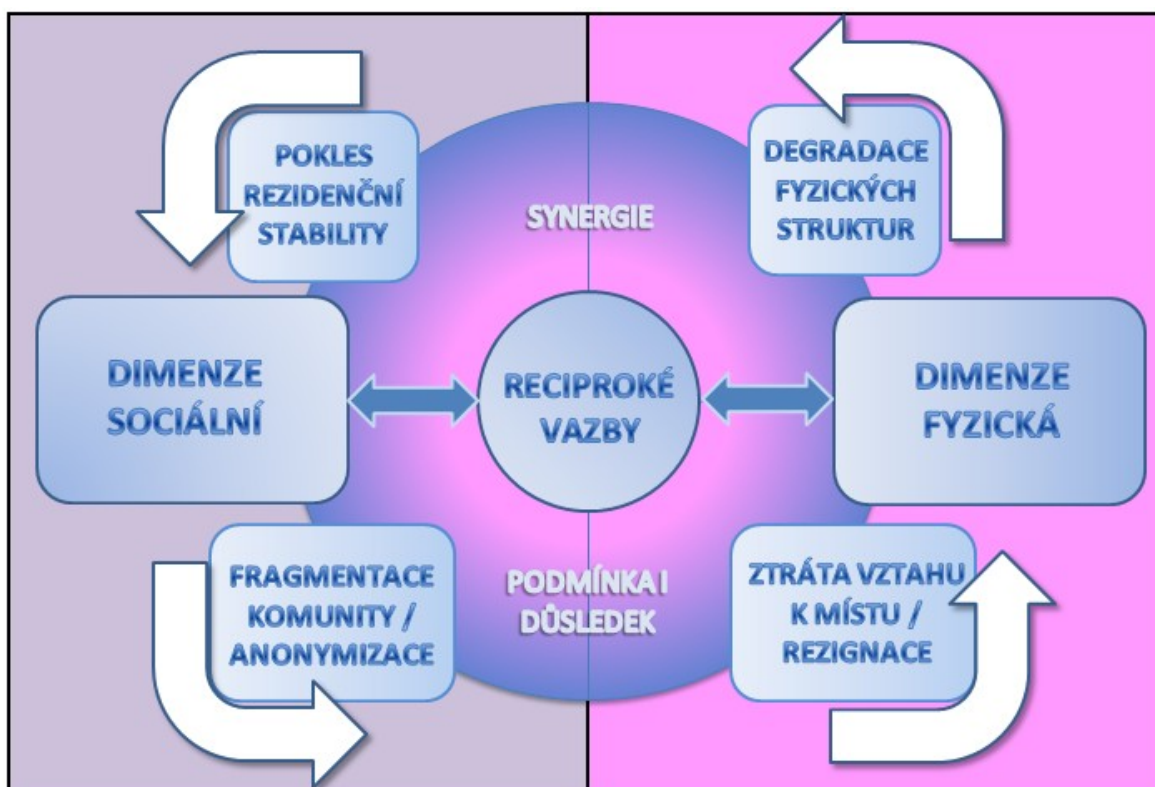 POKLES
REZIDENČNÍ
STABILITY
SYNERGIE
DEGRADACE
FYZICKÝCH
STRUKTUR
DIMENZE
SOCIÁLNÍ
RECIPROKÉ
VAZBY
DIMENZE
FYZICKÁ
FRAGMENTACE
KOMUNITY /
ANONYMIZACE
PODMÍNKA I
DŮSLEDEK
ZTRÁTA VZTAHU
K MÍSTU /
REZIGNACE